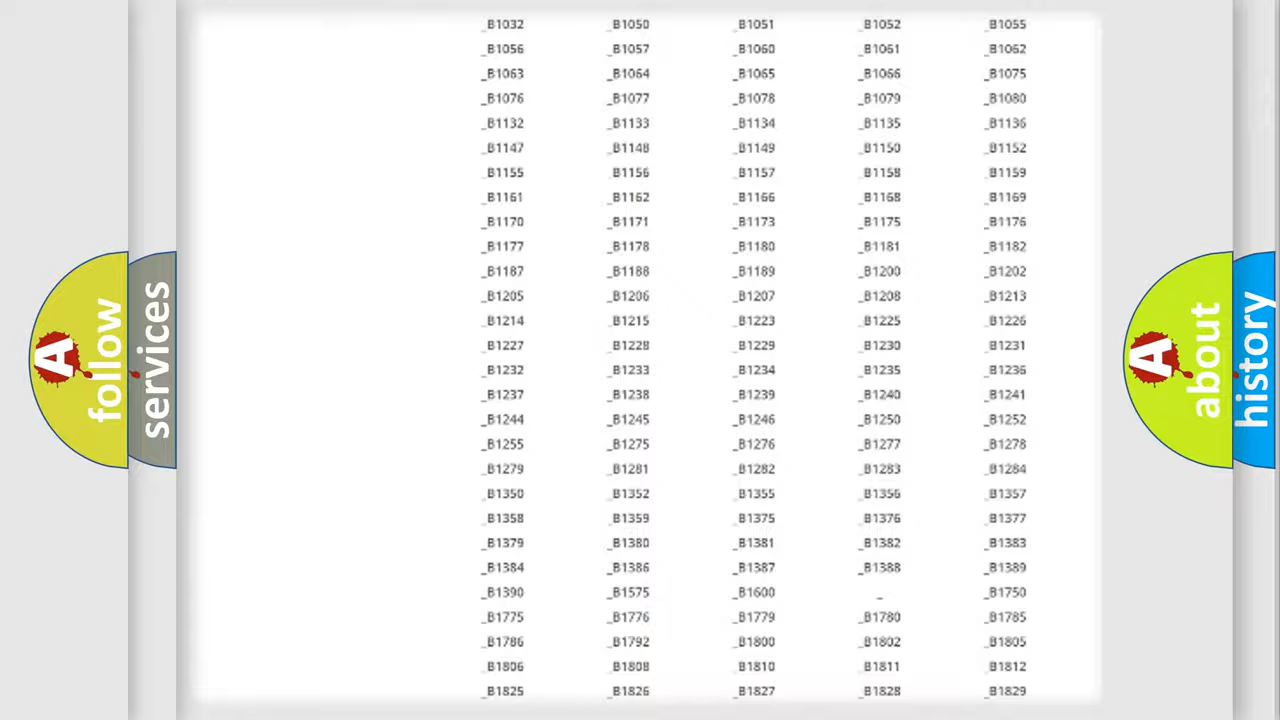 _B1032 _B1050 _B1051 _B1052 _B1055
_B1056 _B1057 _B1060 _B1061 _B1062
_B1063 _B1064 _B1065 _B1066 _B1075
_B1076 _B1077 _B1078 _B1079 _B1080
_B1132 _B1133 _B1134 _B1135 _B1136
_B1147 _B1148 _B1149 _B1150 _B1152
_B1155 _B1156 _B1157 _B1158 _B1159
_B1161 _B1162 _B1166 _B1168 _B1169
_B1170 _B1171 _B1173 _B1175 _B1176
_B1177 _B1178 _B1180 _B1181 _B1182
_B1187 _B1188 _B1189 _B1200 _B1202
_B1205 _B1206 _B1207 _B1208 _B1213
_B1214 _B1215 _B1223 _B1225 _B1226
_B1227 _B1228 _B1229 _B1230 _B1231
_B1232 _B1233 _B1234 _B1235 _B1236
_B1237 _B1238 _B1239 _B1240 _B1241
_B1244 _B1245 _B1246 _B1250 _B1252
_B1255 _B1275 _B1276 _B1277 _B1278
_B1279 _B1281 _B1282 _B1283 _B1284
_B1350 _B1352 _B1355 _B1356 _B1357
_B1358 _B1359 _B1375 _B1376 _B1377
_B1379 _B1380 _B1381 _B1382 _B1383
_B1384 _B1386 _B1387 _B1388 _B1389
_B1390 _B1575 _B1600 _ _B1750
_B1775 _B1776 _B1779 _B1780 _B1785
_B1786 _B1792 _B1800 _B1802 _B1805
_B1806 _B1808 _B1810 _B1811 _B1812
_B1825 _B1826 _B1827 _B1828 _B1829
A
follow
services
A
about
history